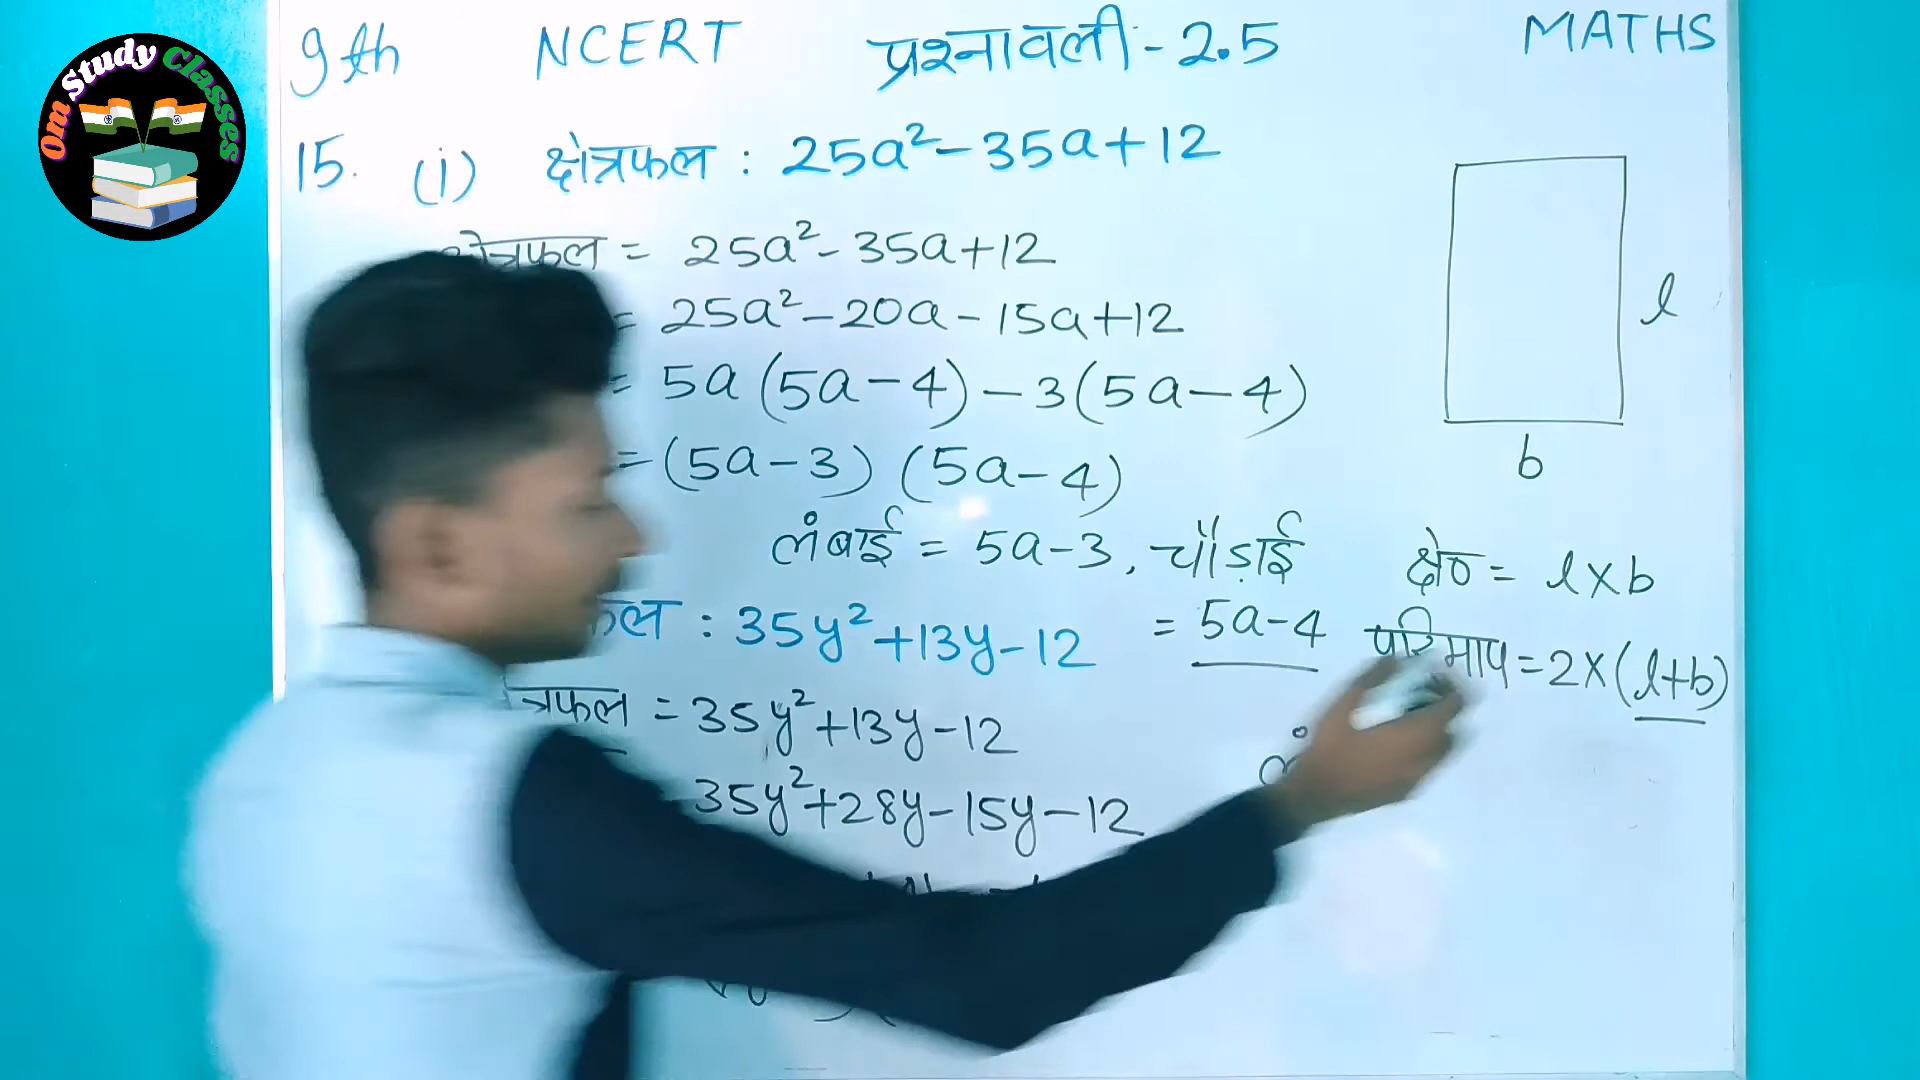 Om Study Classes
9th NCERT प्रश्नावली - 2.5 MATHS
15. (i) क्षेत्रफल : 25a² - 35a + 12
क्षेत्रफल = 25a² - 35a + 12
= 25a² - 20a - 15a + 12
= 5a (5a - 4) - 3 (5a - 4)
= (5a - 3) (5a - 4)
लंबाई = 5a - 3, चौड़ाई
= 5a - 4
l
b
क्षे० = l × b
परिमाप = 2 × (l + b)
: 35y² + 13y - 12
= 35y² + 13y - 12
35y² + 28y - 15y - 12